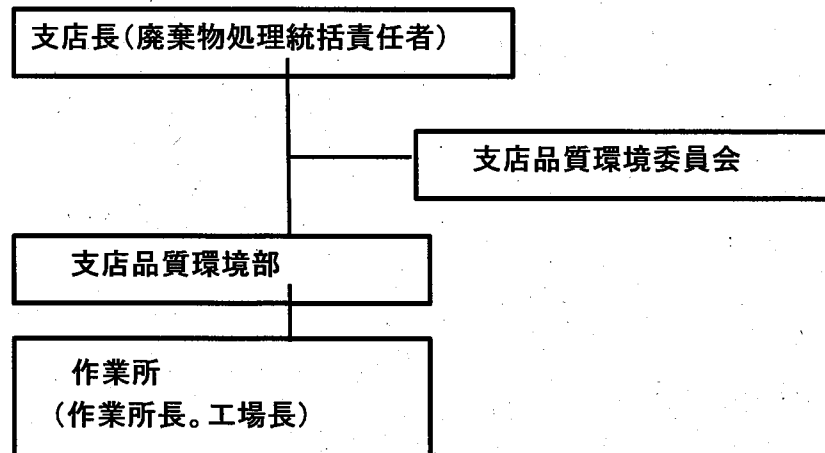 支店長(廃棄物処理統括責任者)
支店品質環境委員会
支店品質環境部
作業所
(作業所長。工場長)